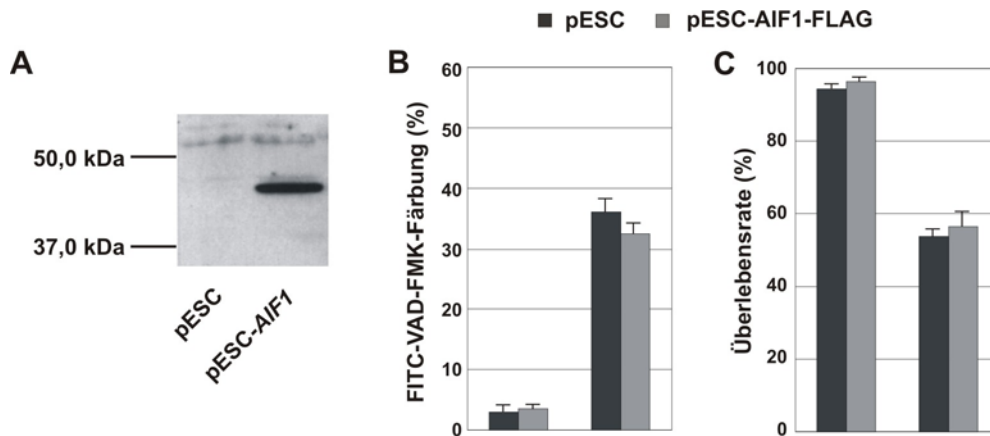 pESC pESC-AIF1-FLAG
A
50,0 kDa
37,0 kDa
pESC
pESC-AIF1
B
FITC-VAD-FMK-Färbung (%)
60
50
40
30
20
10
0
C
Überlebensrate (%)
100
80
60
40
20
0